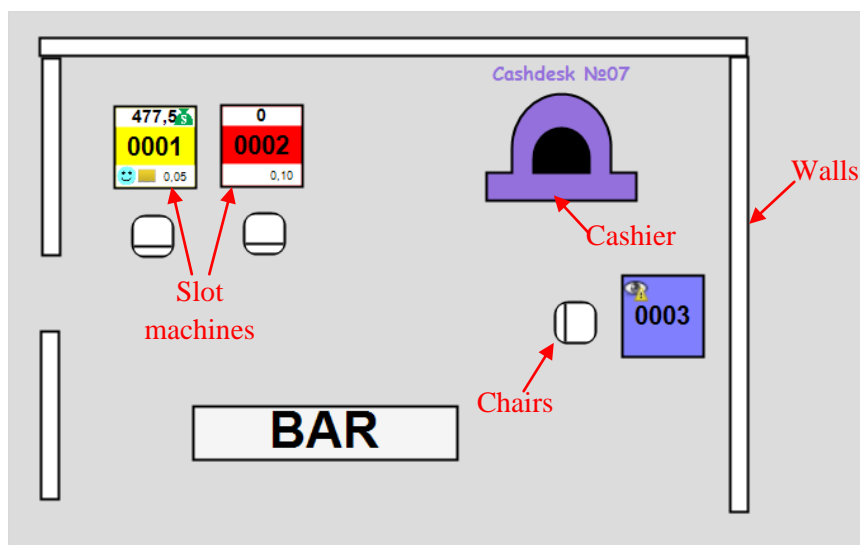 Cashdesk №07
477,5
0001
0,05
0
0002
0,10
Walls
Cashier
Slot
machines
0003
Chairs
BAR